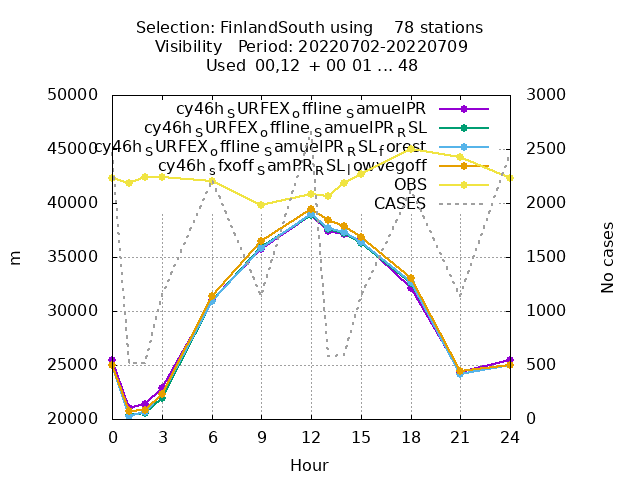 Selection: FinlandSouth using 78 stations
Visibility Period: 20220702-20220709
Used 00,12 + 00 01 ... 48
cy46h_SURFEX_offline_SamuelPR
cy46h_SURFEX_offline_SamuelPR_RSL
cy46h_SURFEX_offline_SamuelPR_RSL_forest
cy46h_sfxoff_SamPR_RSL_lowvegoff
OBS
CASES
50000
45000
40000
35000
30000
25000
20000
m
3000
2500
2000
1500
1000
500
0
No cases
0 3 6 9 12 15 18 21 24
Hour